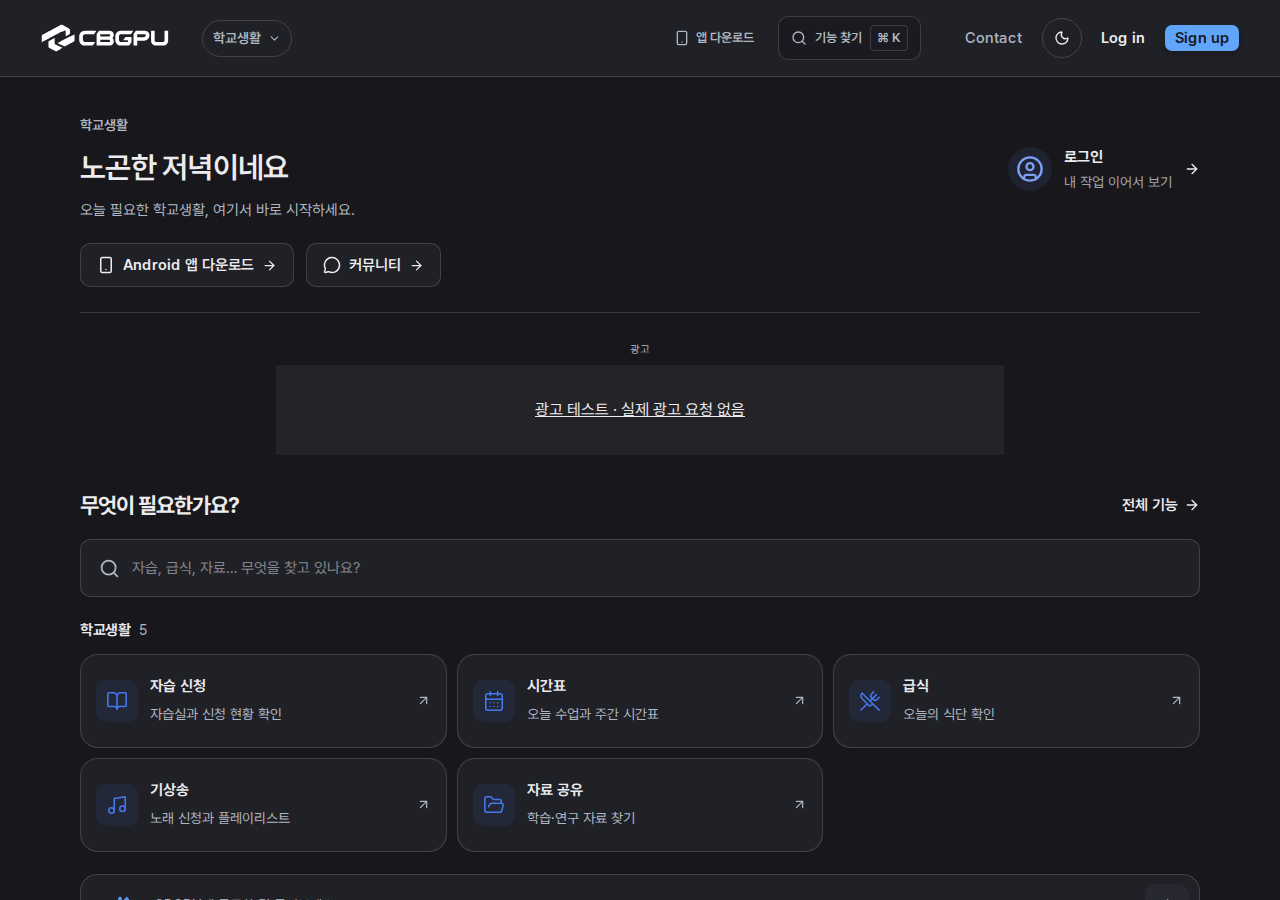 CBGPU
학교생활
앱 다운로드
기능 찾기
⌘ K
Contact
Log in
Sign up
학교생활
노곤한 저녁이네요
오늘 필요한 학교생활, 여기서 바로 시작하세요.
로그인
내 작업 이어서 보기
Android 앱 다운로드
커뮤니티
광고
광고 테스트 · 실제 광고 요청 없음
무엇이 필요한가요?
전체 기능
자습, 급식, 자료... 무엇을 찾고 있나요?
학교생활 5
자습 신청
자습실과 신청 현황 확인
시간표
오늘 수업과 주간 시간표
급식
오늘의 식단 확인
기상송
노래 신청과 플레이리스트
자료 공유
학습·연구 자료 찾기